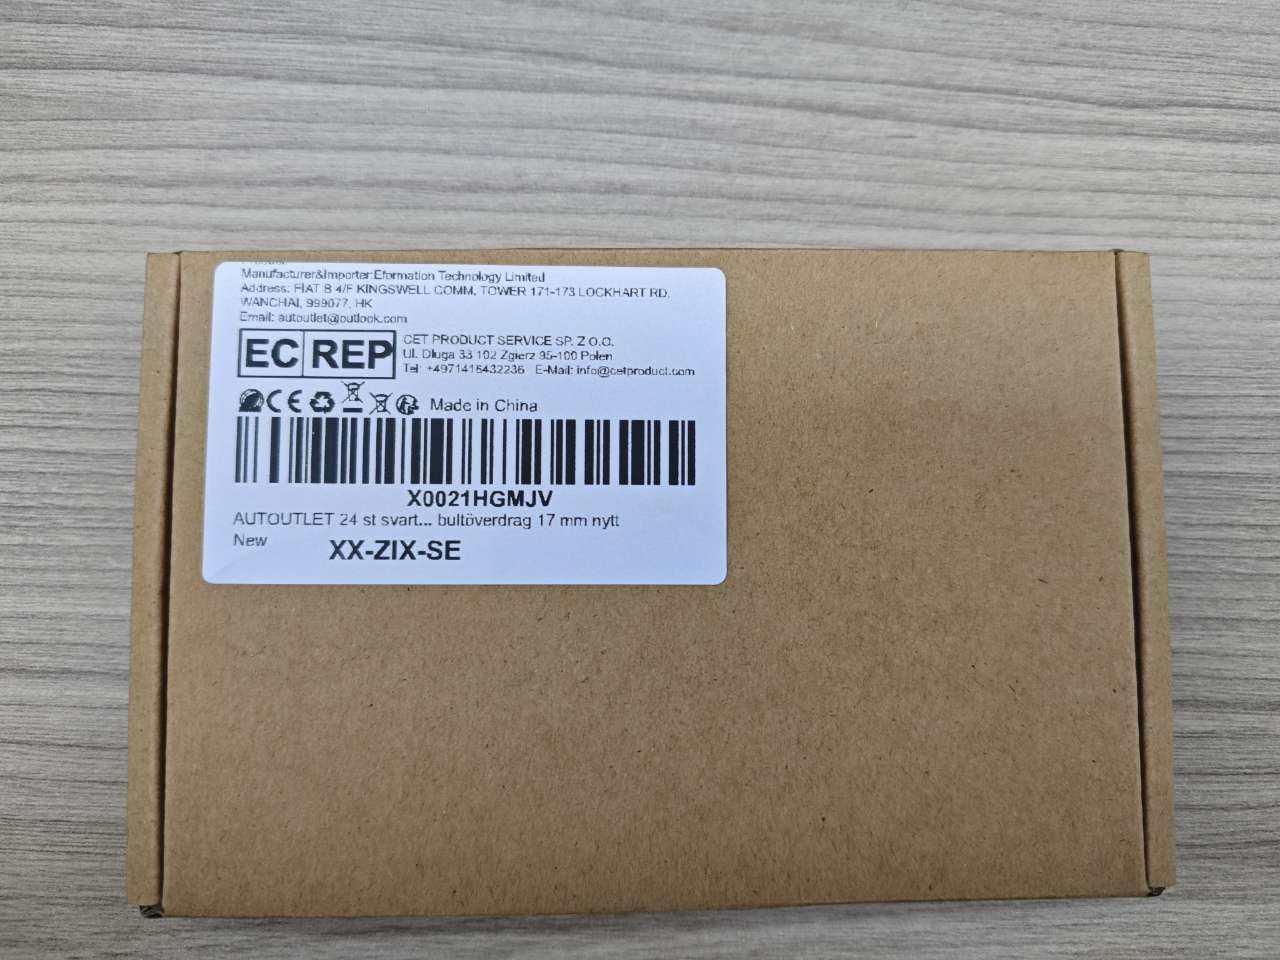 Manufacturer&Importer:Eformation Technology Limited
Address: FIAT B 4/F KINGSWELL COMM, TOWER 171-173 LOCKHART RD,
WANCHAI, 999077, HK
Email: autoutlet@outlook.com
EC REP
CET PRODUCT SERVICE SP. Z O.O.
Ul. Dluga 33 102 Zgierz 95-100 Polen
Tel: +4971415432236 E-Mail: info@cetproduct.com
CE Made in China
X0021HGMJV
AUTOUTLET 24 st svart... bultöverdrag 17 mm nytt
New XX-ZIX-SE